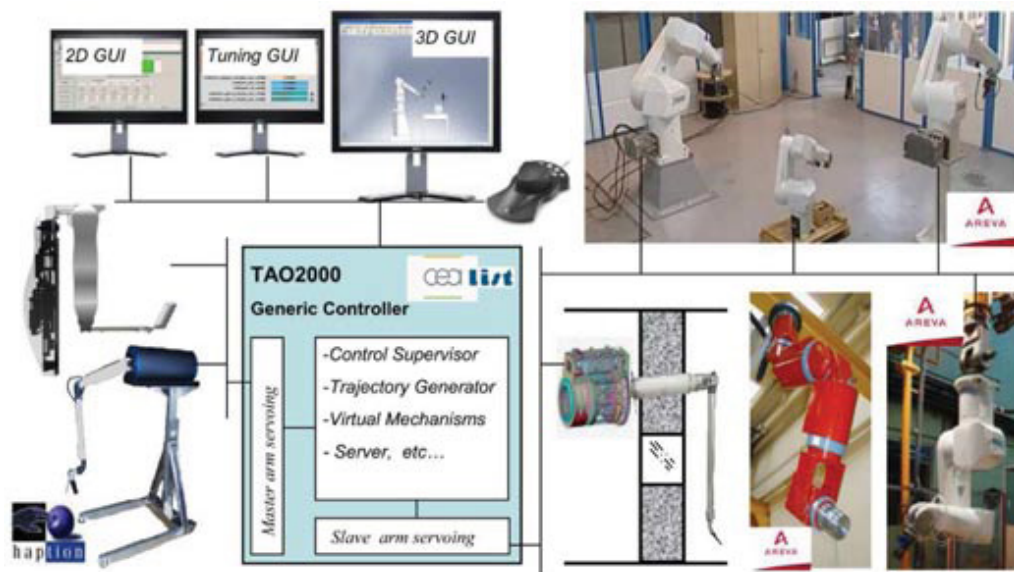 2D GUI
Tuning GUI
3D GUI
AREVA
TAO2000
cea list
Generic Controller
-Control Supervisor
-Trajectory Generator
-Virtual Mechanisms
- Server, etc...
Master arm servoing
Slave arm servoing
haption
AREVA
AREVA